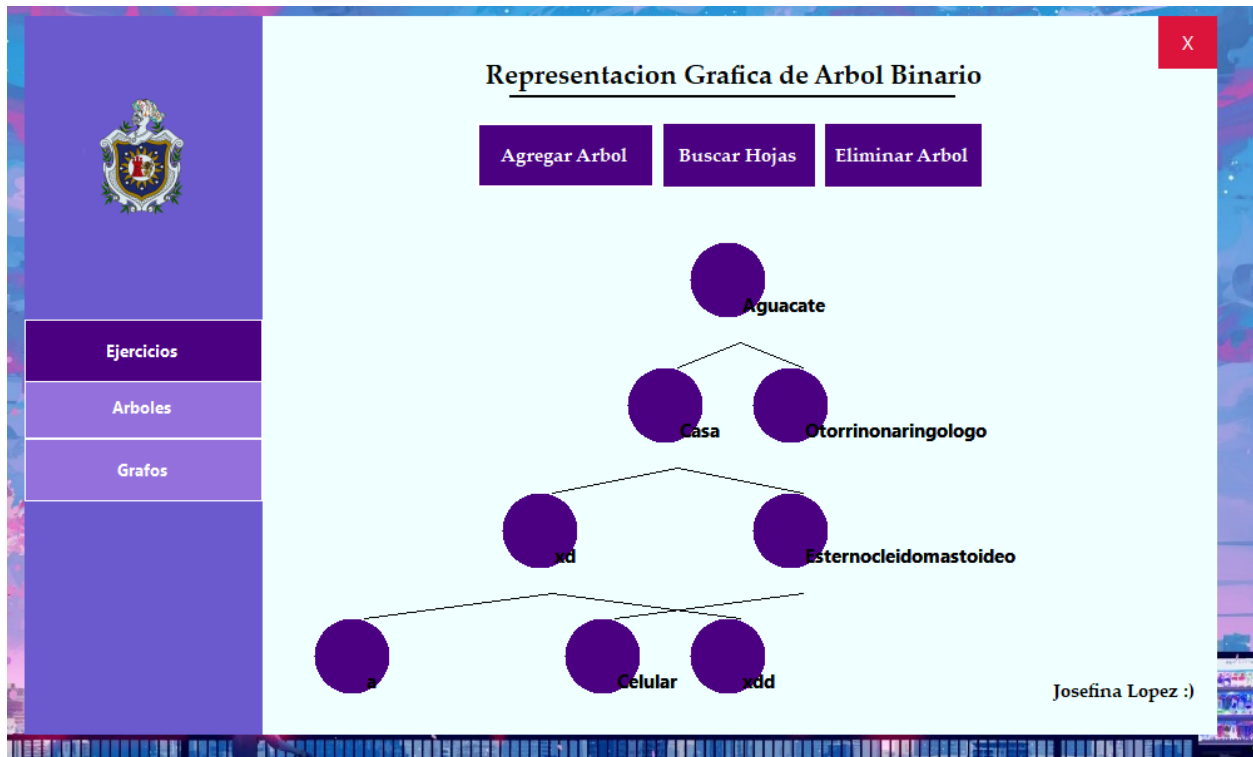 X
Representacion Grafica de Arbol Binario
Agregar Arbol
Buscar Hojas
Eliminar Arbol
Aguacate
Ejercicios
Arboles
Grafos
Casa
Otorrinonaringologo
xd
Esternocleidomastoideo
a
Celular
xdd
Josefina Lopez :)